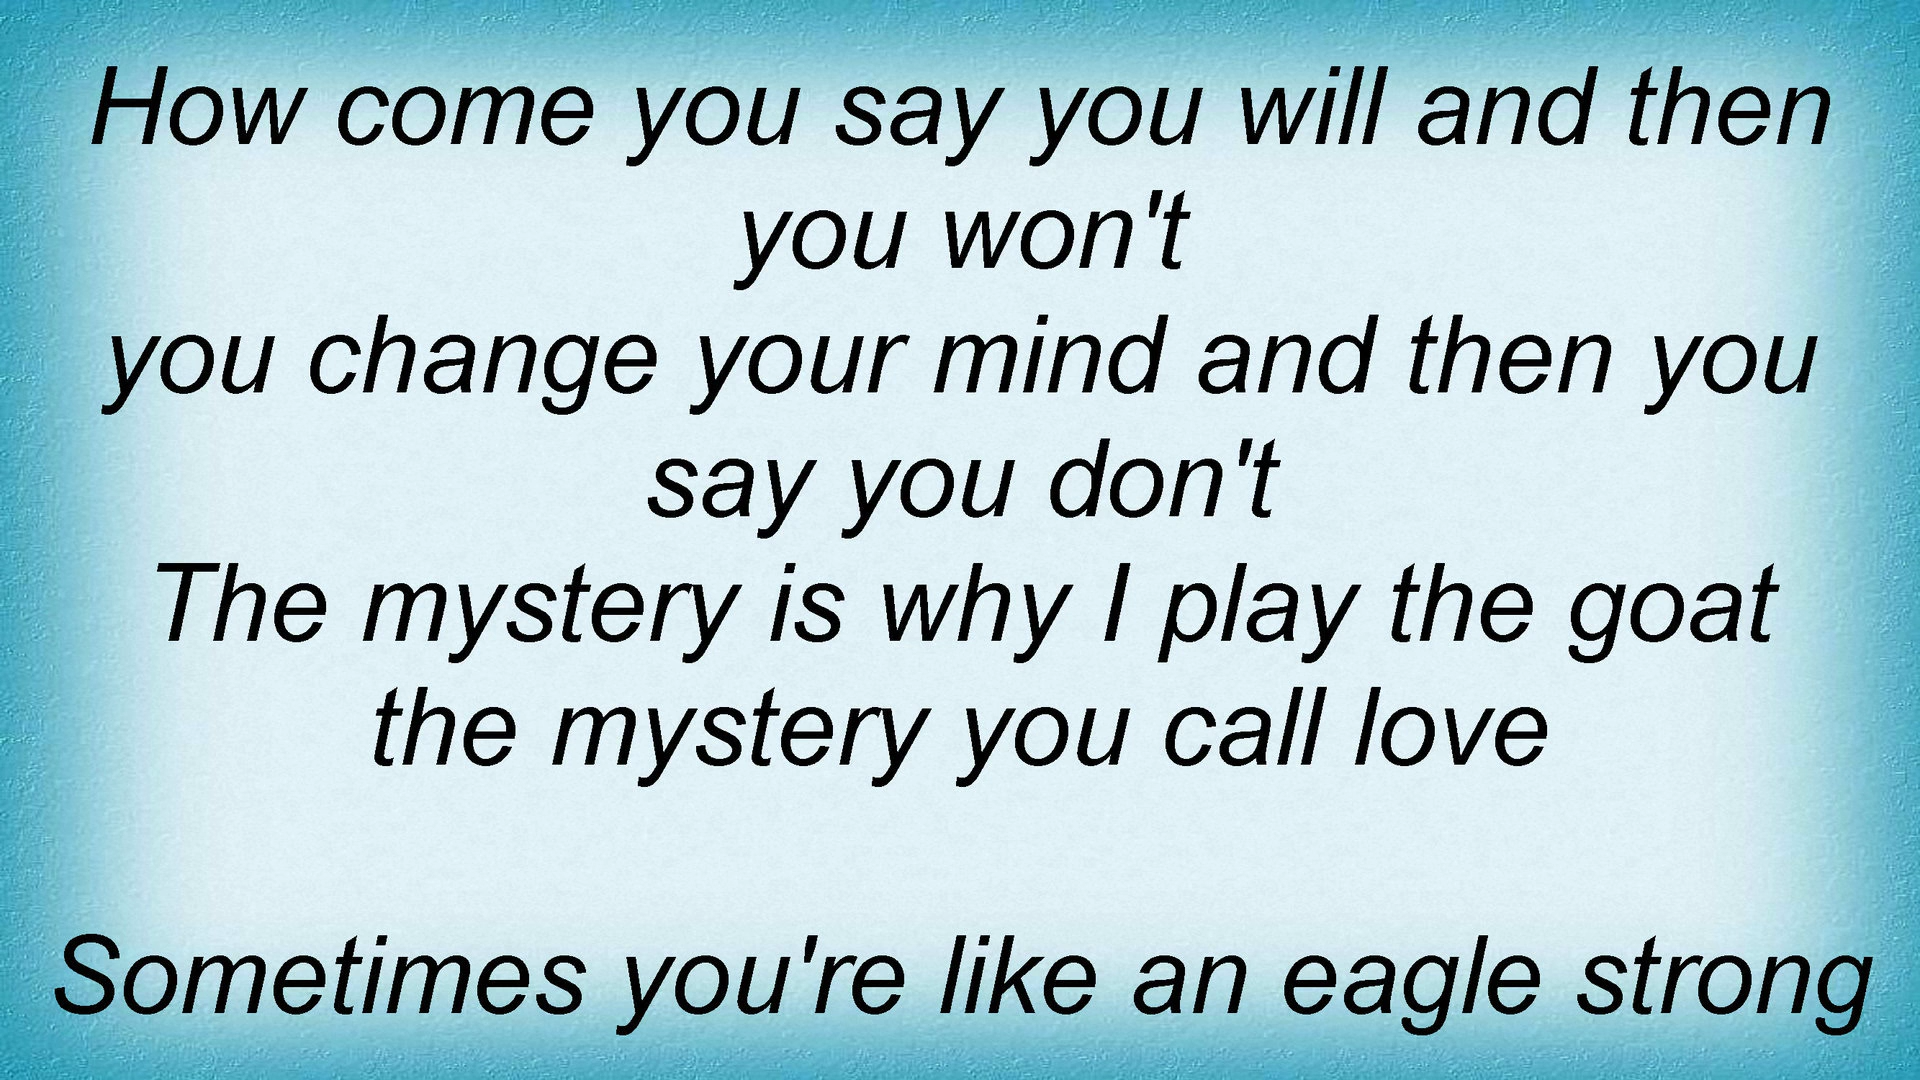 How come you say you will and then
you won't
you change your mind and then you
say you don't
The mystery is why I play the goat
the mystery you call love
Sometimes you're like an eagle strong